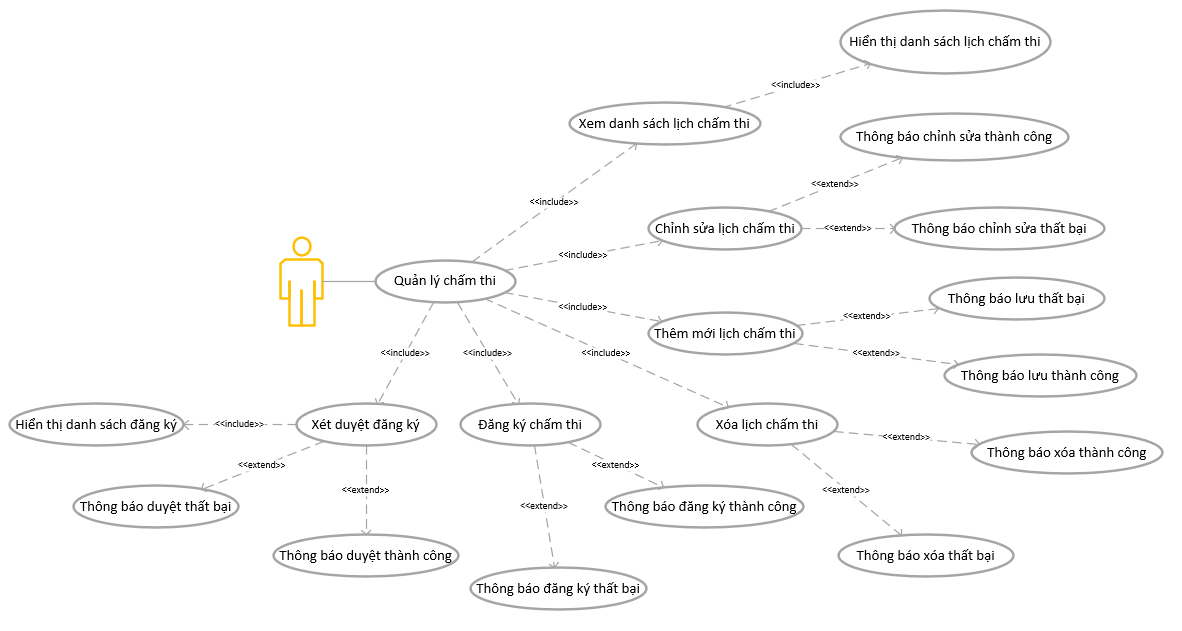 Hiển thị danh sách lịch chấm thi
<<include>>
Xem danh sách lịch chấm thi
Thông báo chỉnh sửa thành công
<<extend>>
<<include>>
Chỉnh sửa lịch chấm thi
<<extend>>
Thông báo chỉnh sửa thất bại
<<include>>
Quản lý chấm thi
Thông báo lưu thất bại
<<include>>
<<extend>>
Thêm mới lịch chấm thi
<<include>>
<<include>>
<<include>>
<<extend>>
Thông báo lưu thành công
Hiển thị danh sách đăng ký
<<include>>
Xét duyệt đăng ký
Đăng ký chấm thi
Xóa lịch chấm thi
<<extend>>
Thông báo xóa thành công
<<extend>>
<<extend>>
<<extend>>
<<extend>>
Thông báo duyệt thất bại
<<extend>>
Thông báo đăng ký thành công
Thông báo duyệt thành công
Thông báo xóa thất bại
Thông báo đăng ký thất bại